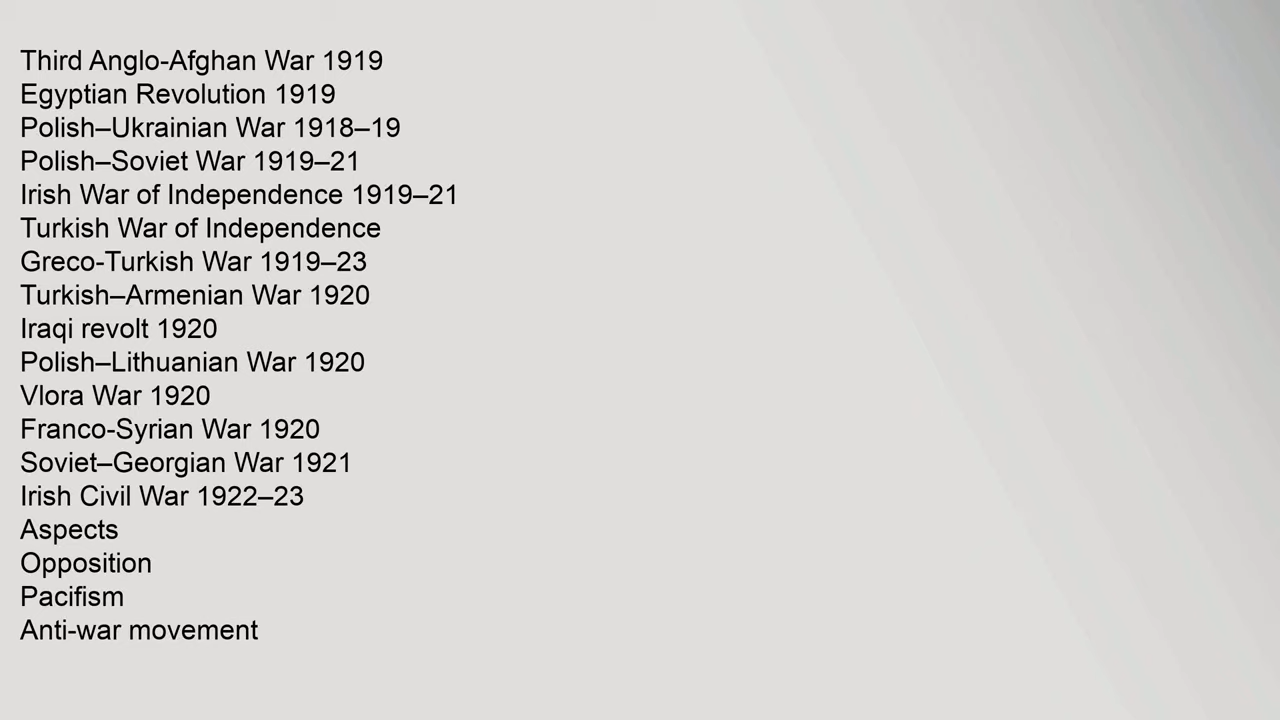 Third Anglo-Afghan War 1919
Egyptian Revolution 1919
Polish–Ukrainian War 1918–19
Polish–Soviet War 1919–21
Irish War of Independence 1919–21
Turkish War of Independence
Greco-Turkish War 1919–23
Turkish–Armenian War 1920
Iraqi revolt 1920
Polish–Lithuanian War 1920
Vlora War 1920
Franco-Syrian War 1920
Soviet–Georgian War 1921
Irish Civil War 1922–23
Aspects
Opposition
Pacifism
Anti-war movement